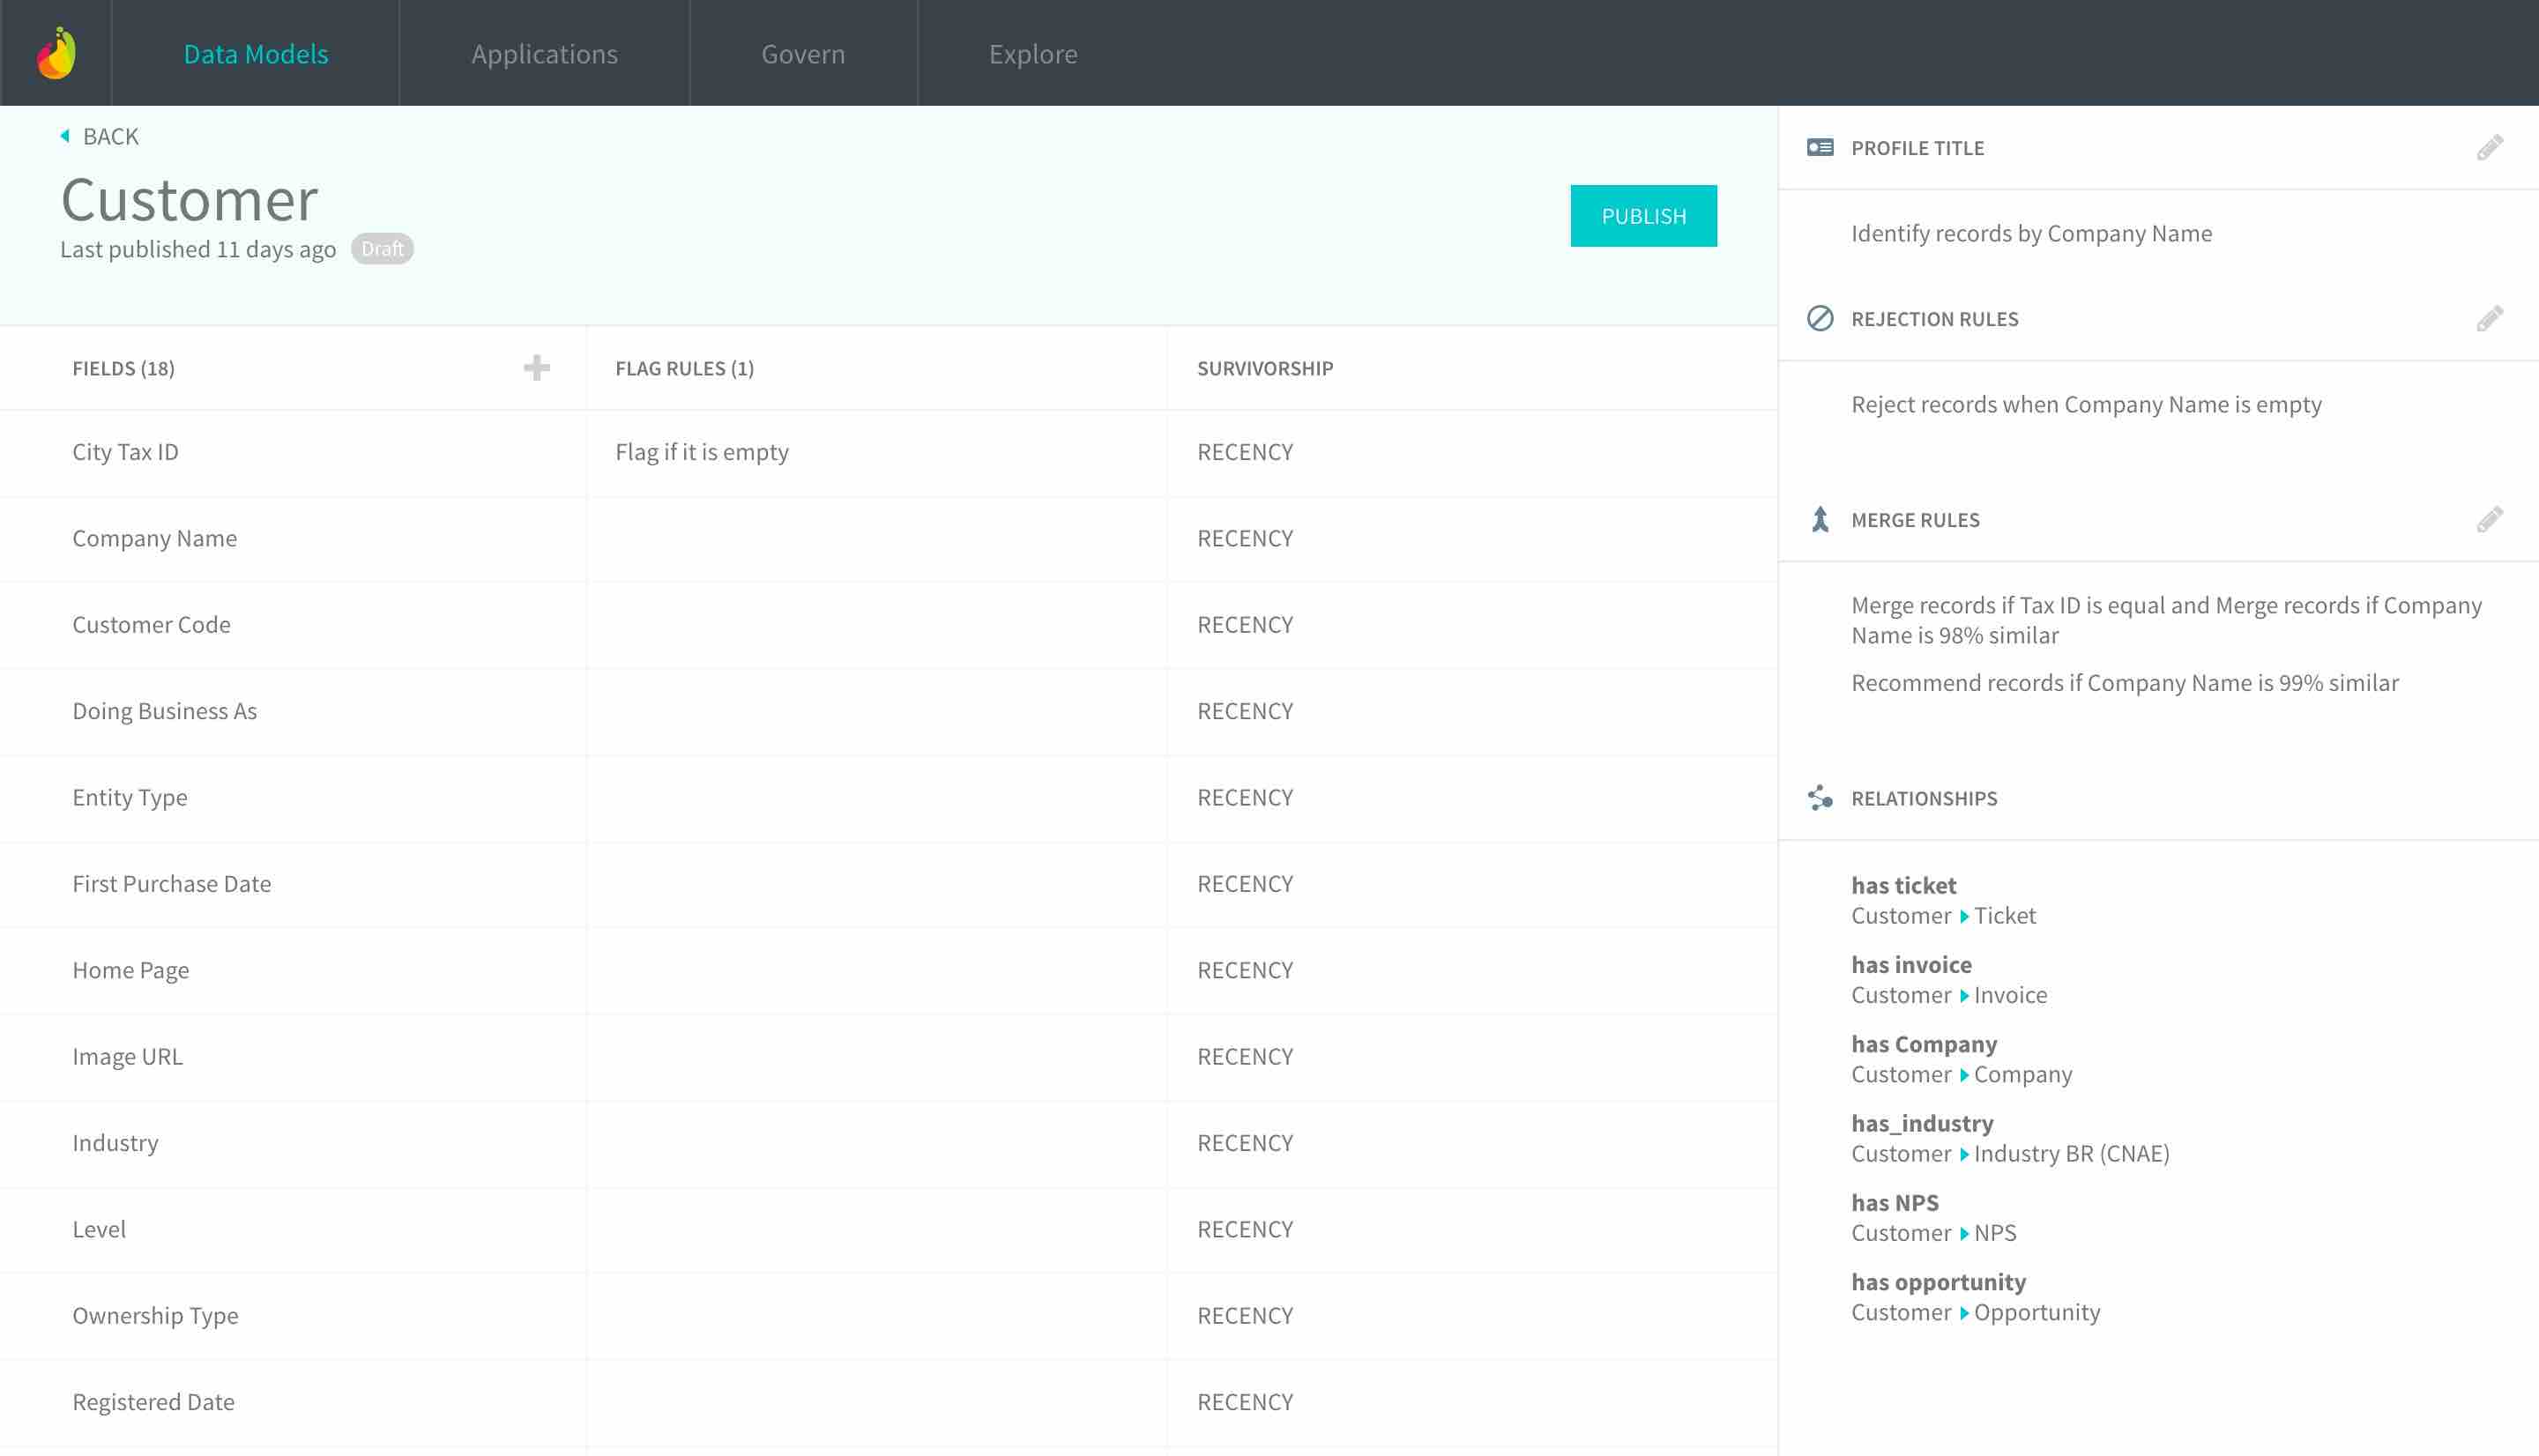 Data Models
Applications
Govern
Explore
BACK
Customer
Last published 11 days ago Draft
PUBLISH
FIELDS (18) FLAG RULES (1) SURVIVORSHIP
City Tax ID Flag if it is empty RECENCY
Company Name RECENCY
Customer Code RECENCY
Doing Business As RECENCY
Entity Type RECENCY
First Purchase Date RECENCY
Home Page RECENCY
Image URL RECENCY
Industry RECENCY
Level RECENCY
Ownership Type RECENCY
Registered Date RECENCY
PROFILE TITLE
Identify records by Company Name
REJECTION RULES
Reject records when Company Name is empty
MERGE RULES
Merge records if Tax ID is equal and Merge records if Company
Name is 98% similar
Recommend records if Company Name is 99% similar
RELATIONSHIPS
has ticket
Customer Ticket
has invoice
Customer Invoice
has Company
Customer Company
has_industry
Customer Industry BR (CNAE)
has NPS
Customer NPS
has opportunity
Customer Opportunity